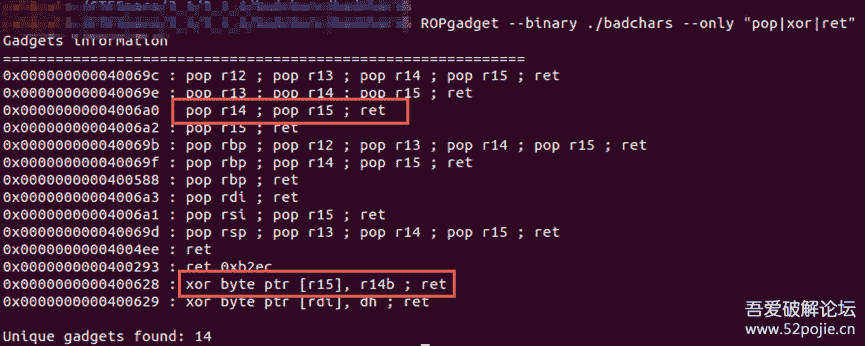 ROPgadget --binary ./badchars --only "pop|xor|ret"
Gadgets information
============================================================
0x000000000040069c : pop r12 ; pop r13 ; pop r14 ; pop r15 ; ret
0x000000000040069e : pop r13 ; pop r14 ; pop r15 ; ret
0x00000000004006a0 pop r14 ; pop r15 ; ret
0x00000000004006a2 : pop r15 ; ret
0x000000000040069b : pop rbp ; pop r12 ; pop r13 ; pop r14 ; pop r15 ; ret
0x000000000040069f : pop rbp ; pop r14 ; pop r15 ; ret
0x0000000000400588 : pop rbp ; ret
0x00000000004006a3 : pop rdi ; ret
0x00000000004006a1 : pop rsi ; pop r15 ; ret
0x000000000040069d : pop rsp ; pop r13 ; pop r14 ; pop r15 ; ret
0x00000000004004ee : ret
0x0000000000400293 : ret 0xb2ec
0x0000000000400628 : xor byte ptr [r15], r14b ; ret
0x0000000000400629 : xor byte ptr [rdi], dh ; ret
Unique gadgets found: 14
吾爱破解论坛
www.52pojie.cn